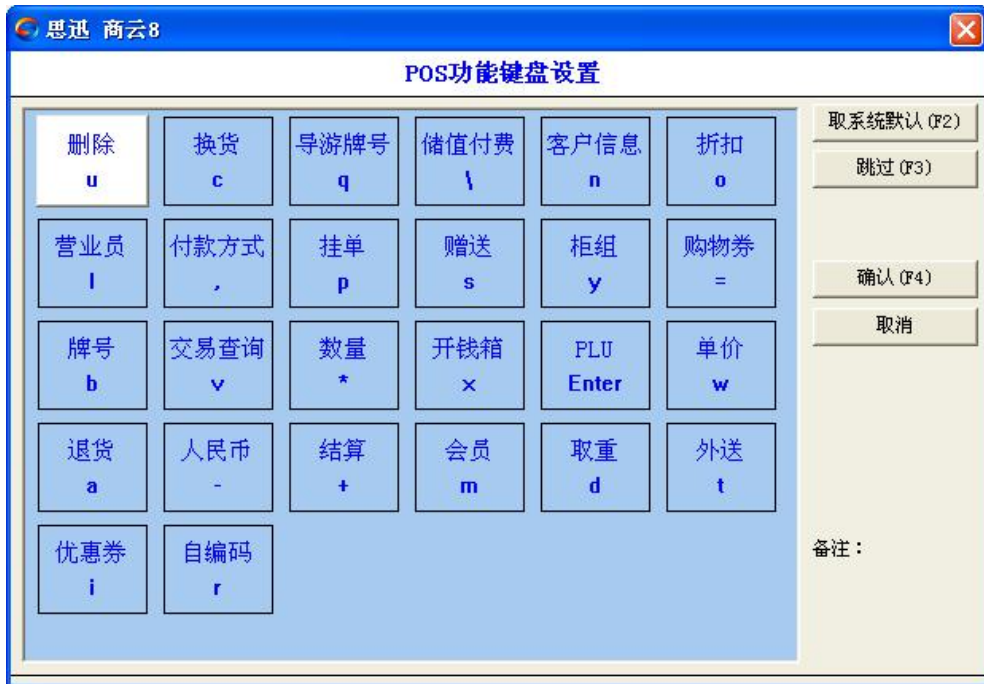 思迅 商云8
POS功能键盘设置
删除
u
换货
c
导游牌号
q
储值付费
\
客户信息
n
折扣
o
营业员
l
付款方式
,
挂单
p
赠送
s
柜组
y
购物券
=
牌号
b
交易查询
v
数量
*
开钱箱
x
PLU
Enter
单价
w
退货
a
人民币
-
结算
+
会员
m
取重
d
外送
t
优惠券
i
自编码
r
取系统默认(F2)
跳过(F3)
确认(F4)
取消
备注：